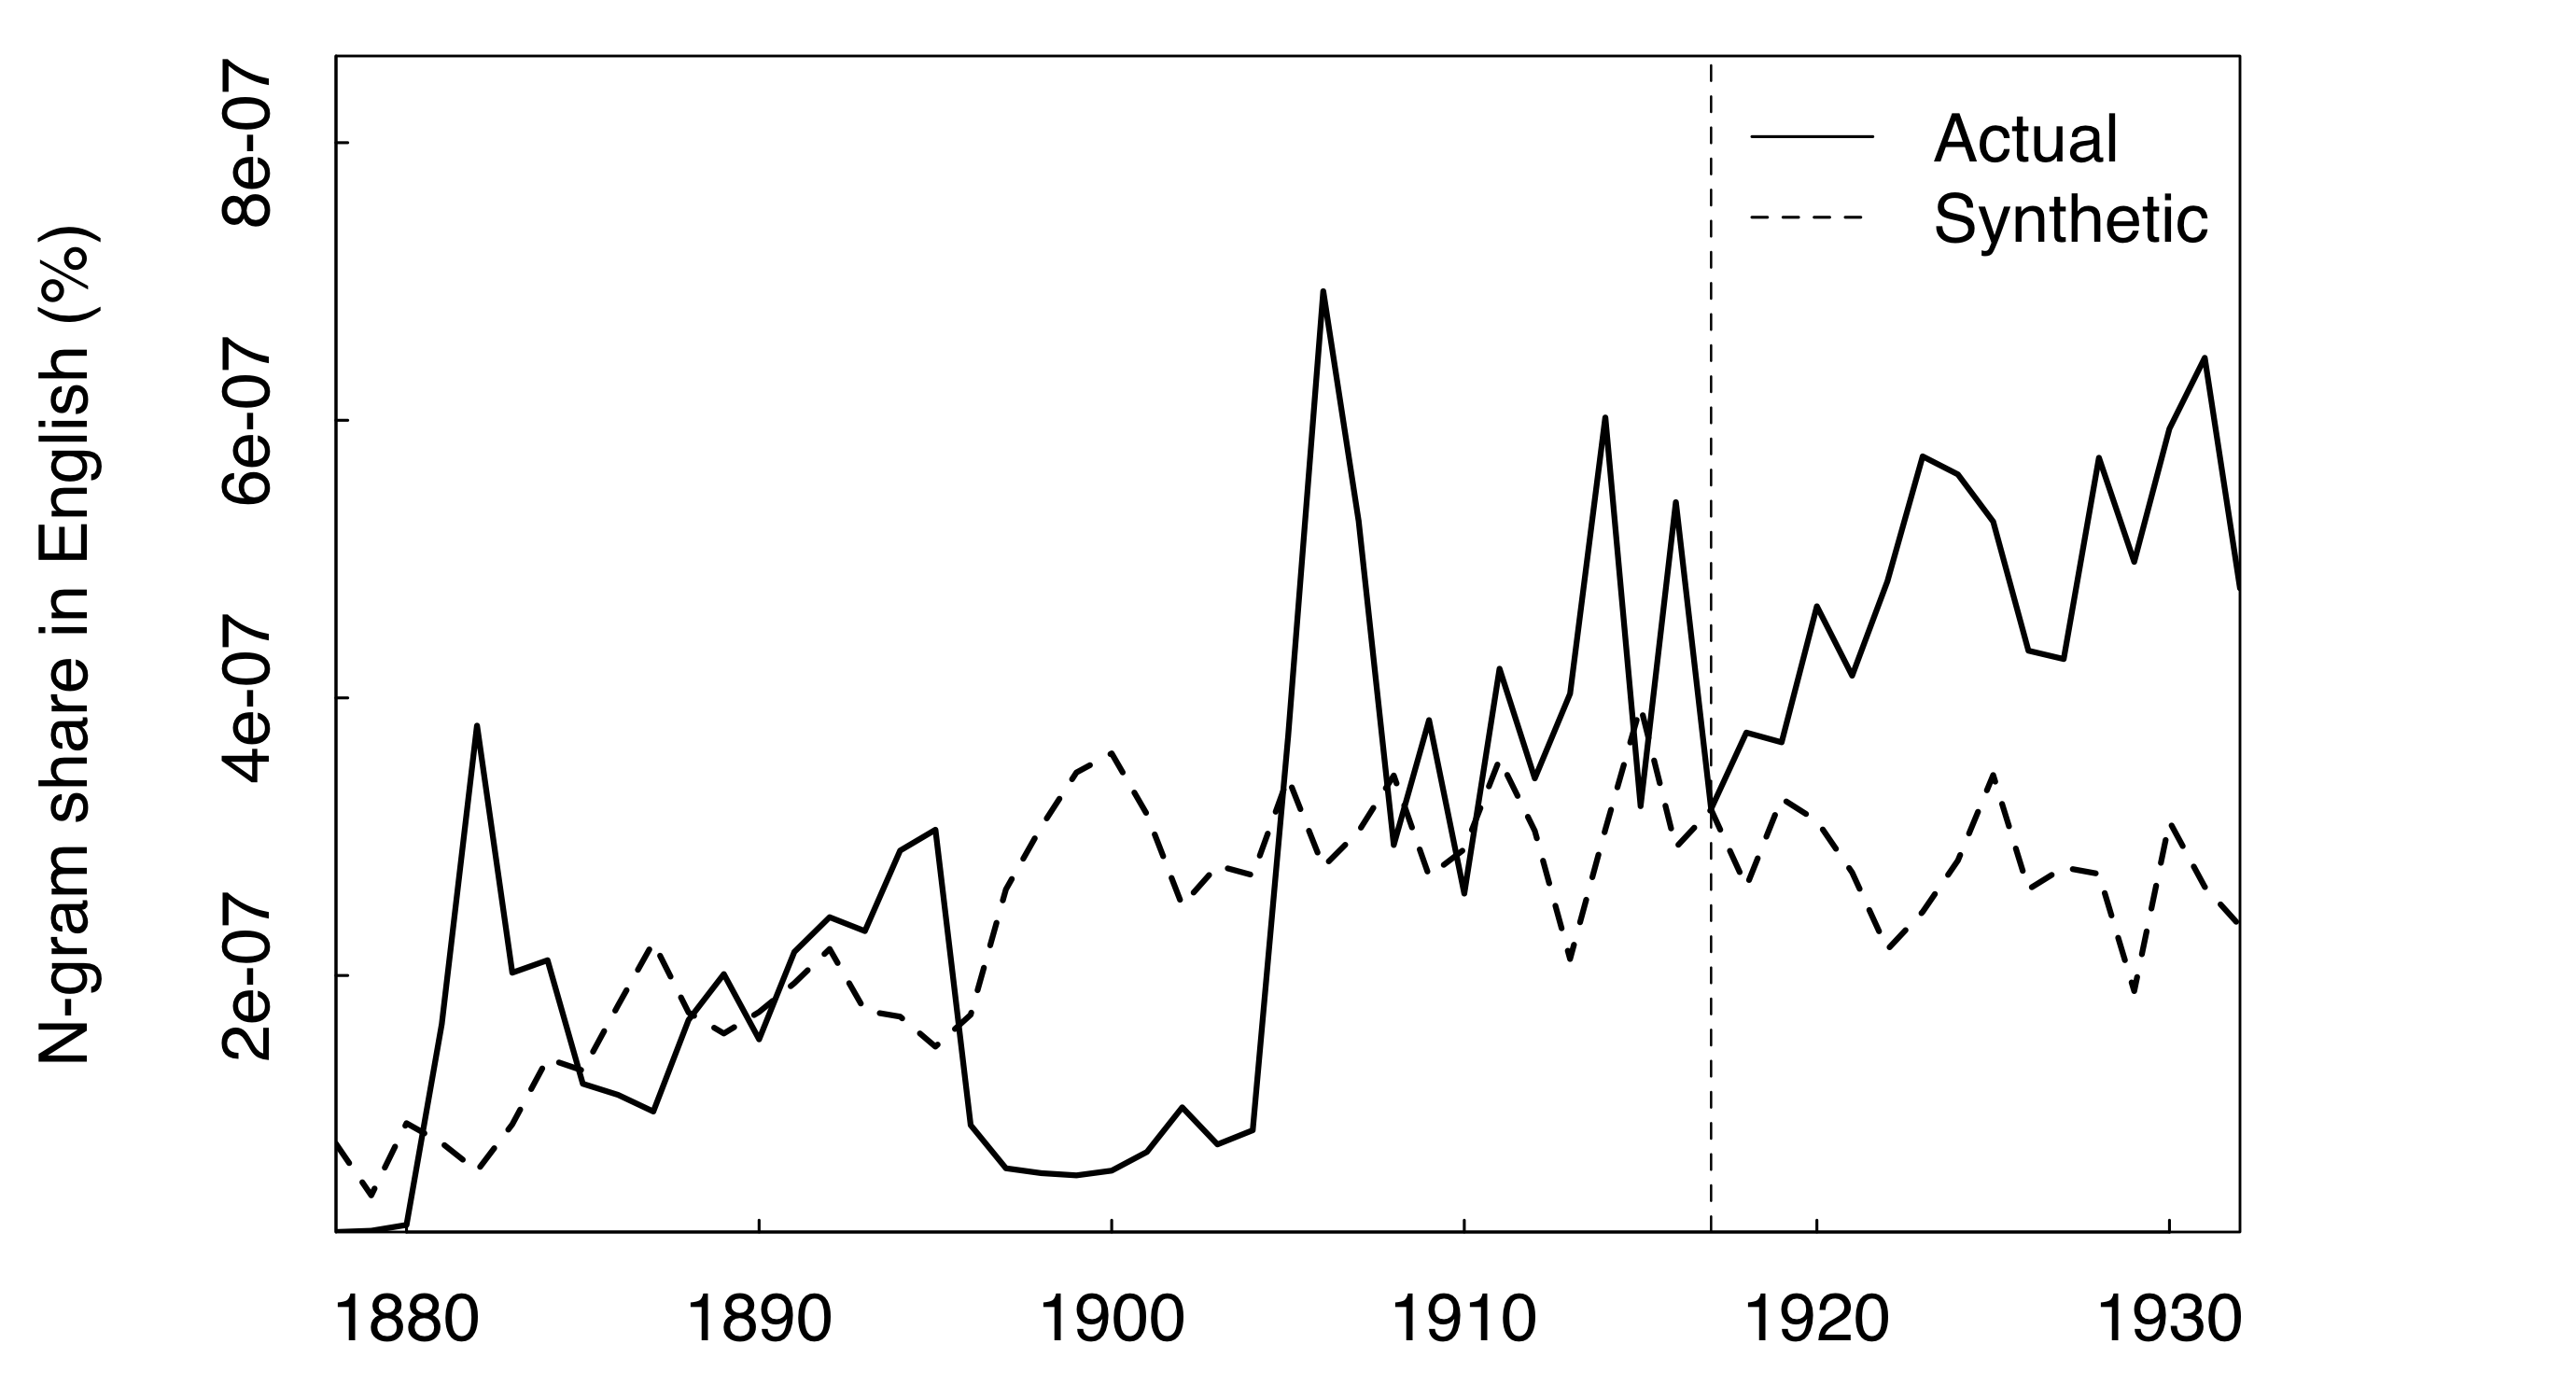 N-gram share in English (%)
8e-07
6e-07
4e-07
2e-07
Actual
Synthetic
1880 1890 1900 1910 1920 1930